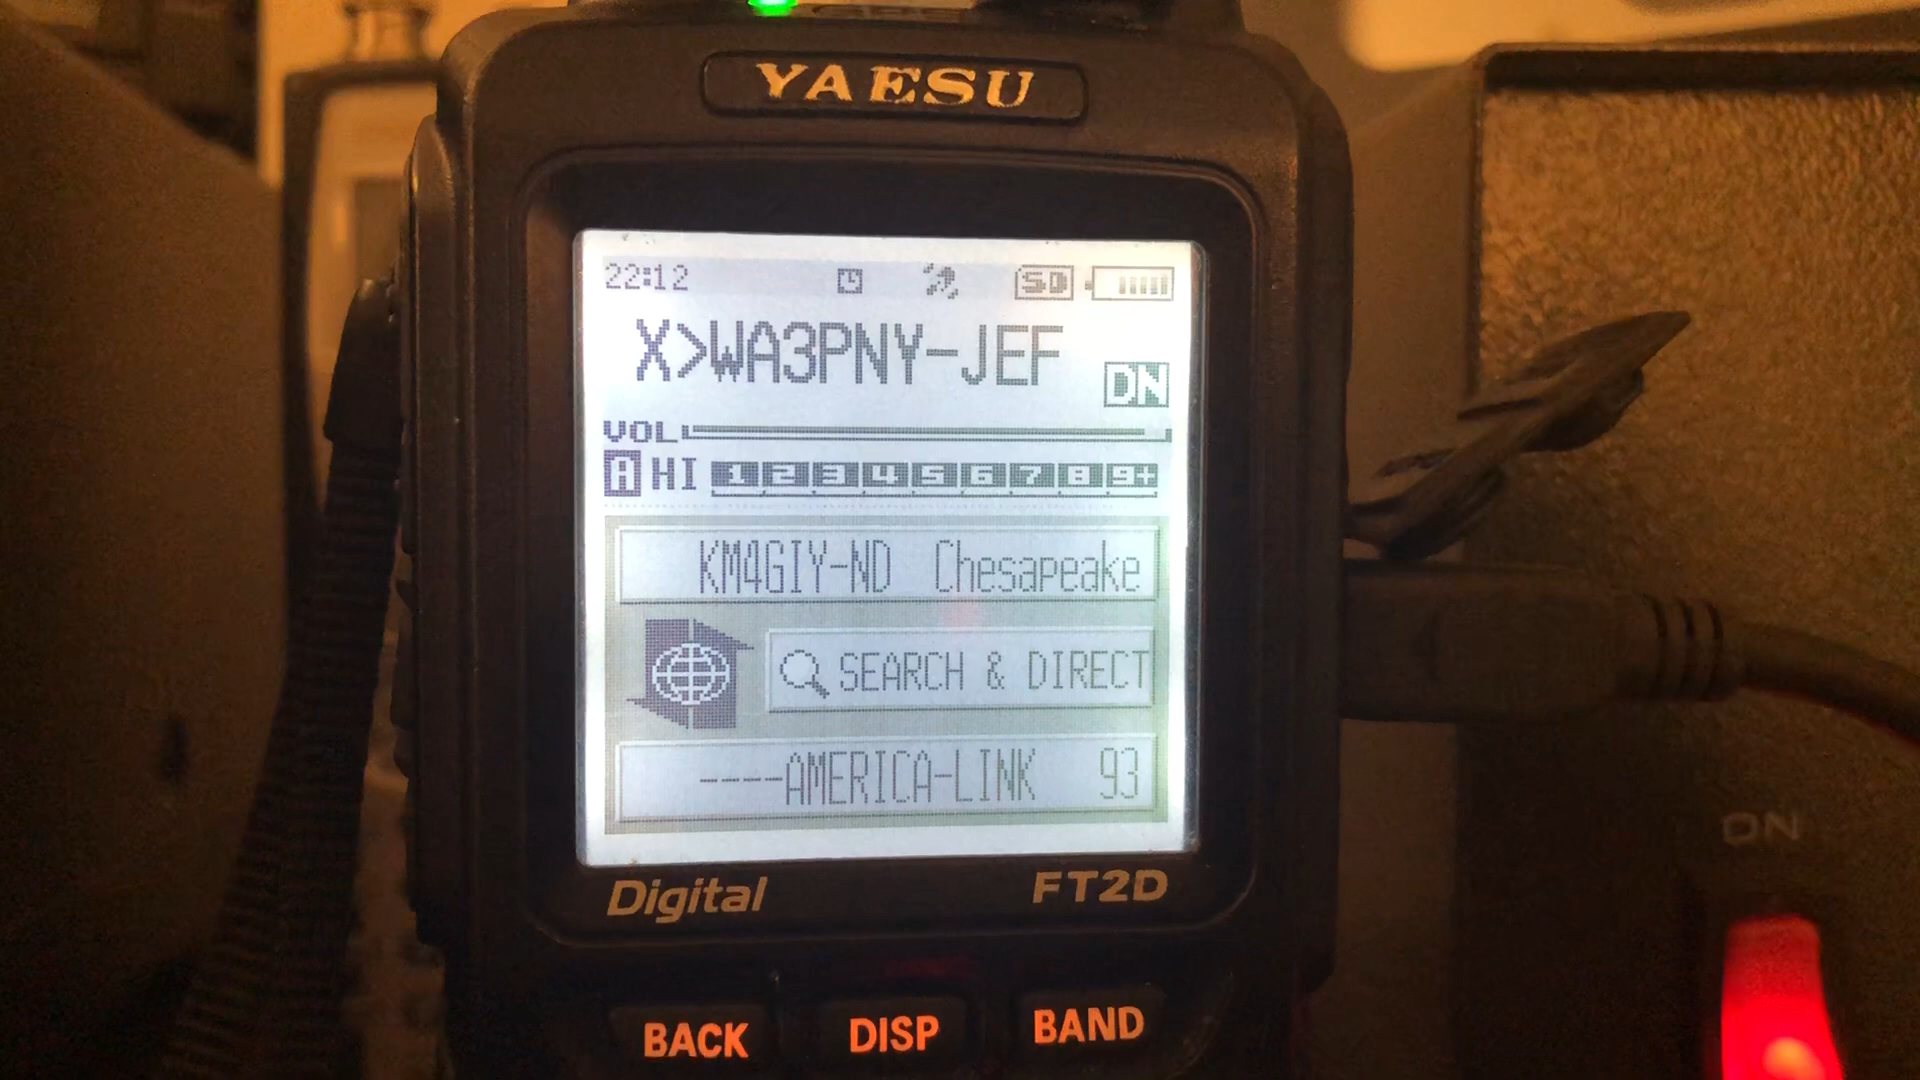 YAESU
22:12 SD
X>WA3PNY-JEF
DN
VOL
A HI 1 2 3 4 5 6 7 8 9+
KM4GIY-ND Chesapeake
SEARCH & DIRECT
----AMERICA-LINK 93
Digital FT2D
ON
BACK DISP BAND